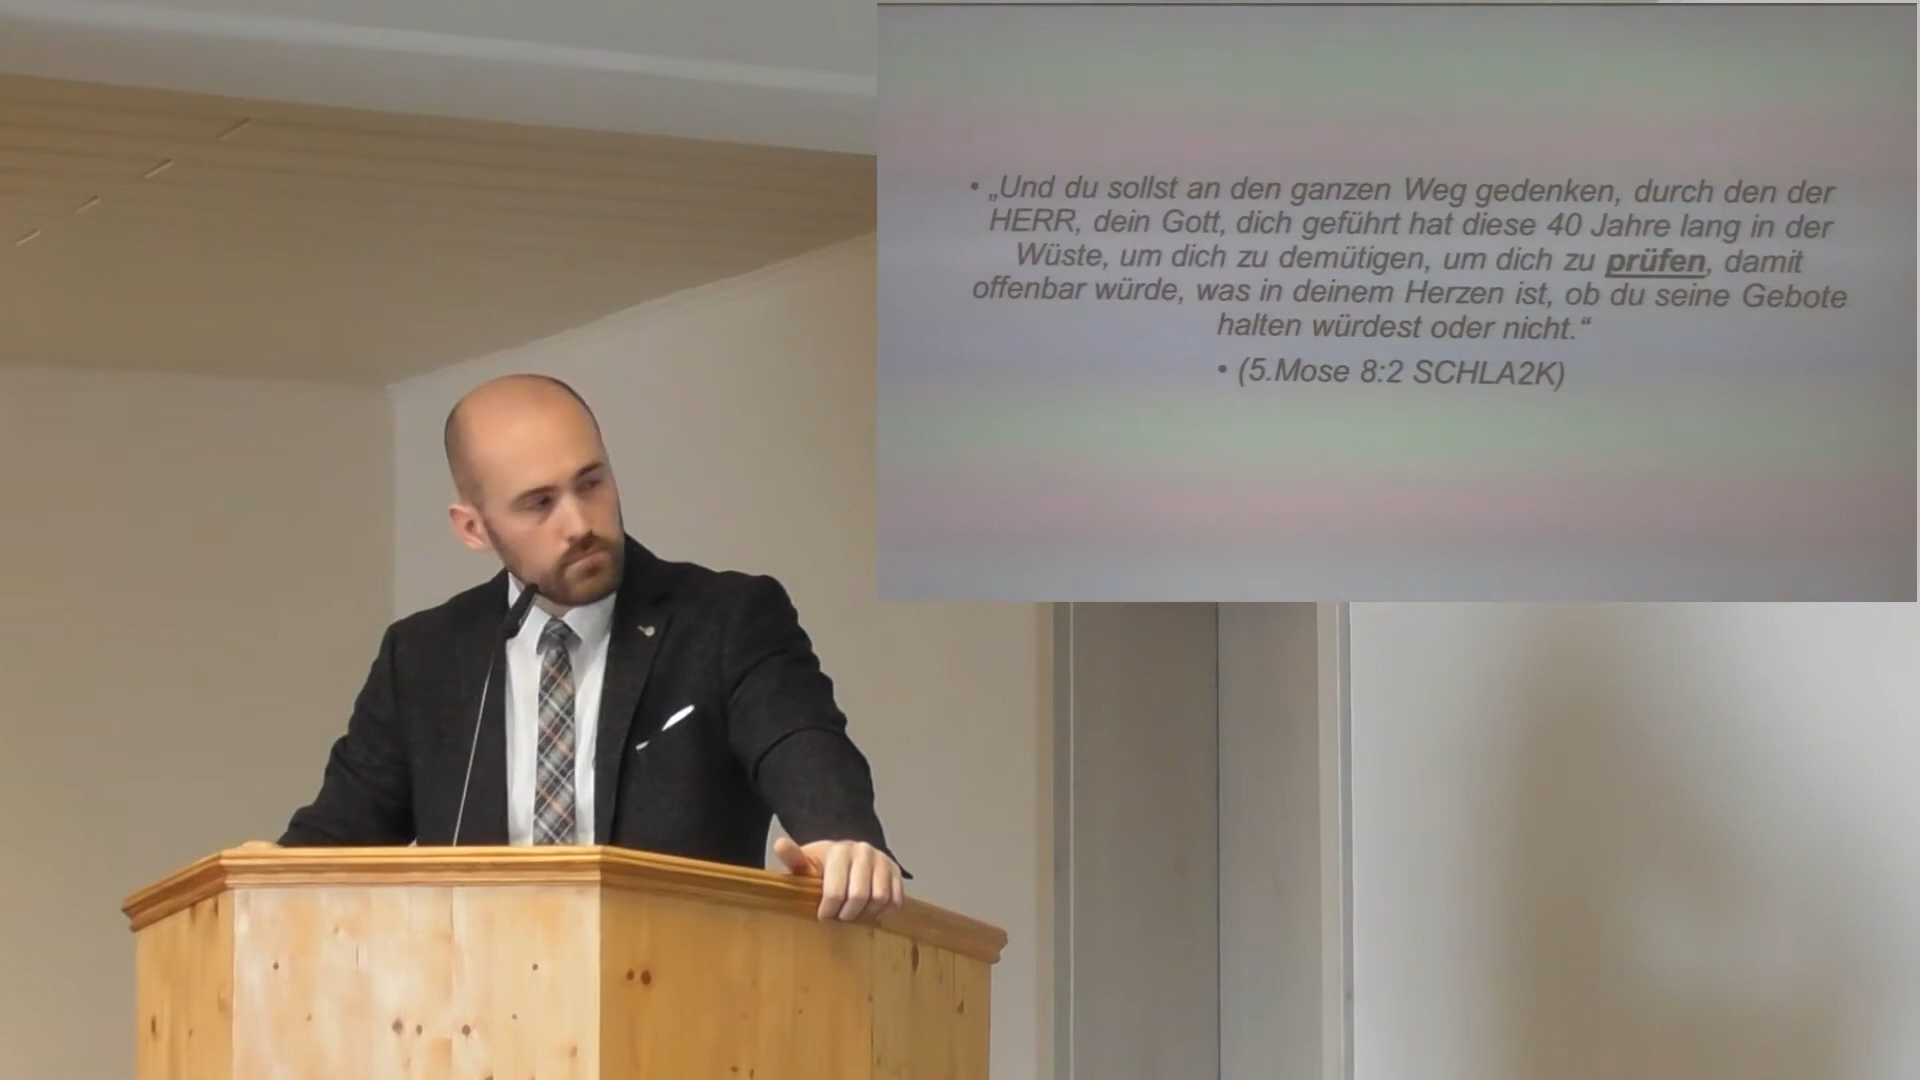 • „Und du sollst an den ganzen Weg gedenken, durch den der
HERR, dein Gott, dich geführt hat diese 40 Jahre lang in der
Wüste, um dich zu demütigen, um dich zu prüfen, damit
offenbar würde, was in deinem Herzen ist, ob du seine Gebote
halten würdest oder nicht.“
• (5.Mose 8:2 SCHLA2K)